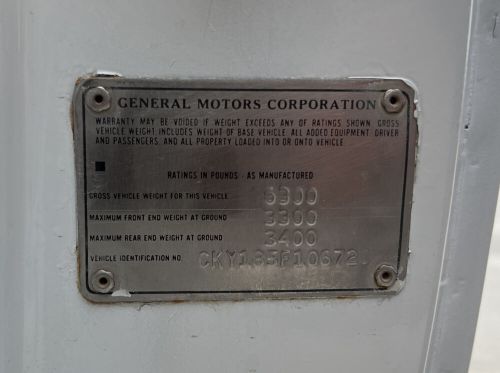 GENERAL MOTORS CORPORATION
WARRANTY MAY BE VOIDED IF WEIGHT EXCEEDS ANY OF RATINGS SHOWN. GROSS
VEHICLE WEIGHT INCLUDES WEIGHT OF BASE VEHICLE, ALL ADDED EQUIPMENT, DRIVER
AND PASSENGERS, AND ALL PROPERTY LOADED INTO OR ONTO VEHICLE.
RATINGS IN POUNDS - AS MANUFACTURED
GROSS VEHICLE WEIGHT FOR THIS VEHICLE
MAXIMUM FRONT END WEIGHT AT GROUND 3300
MAXIMUM REAR END WEIGHT AT GROUND 3400
VEHICLE IDENTIFICATION NO.